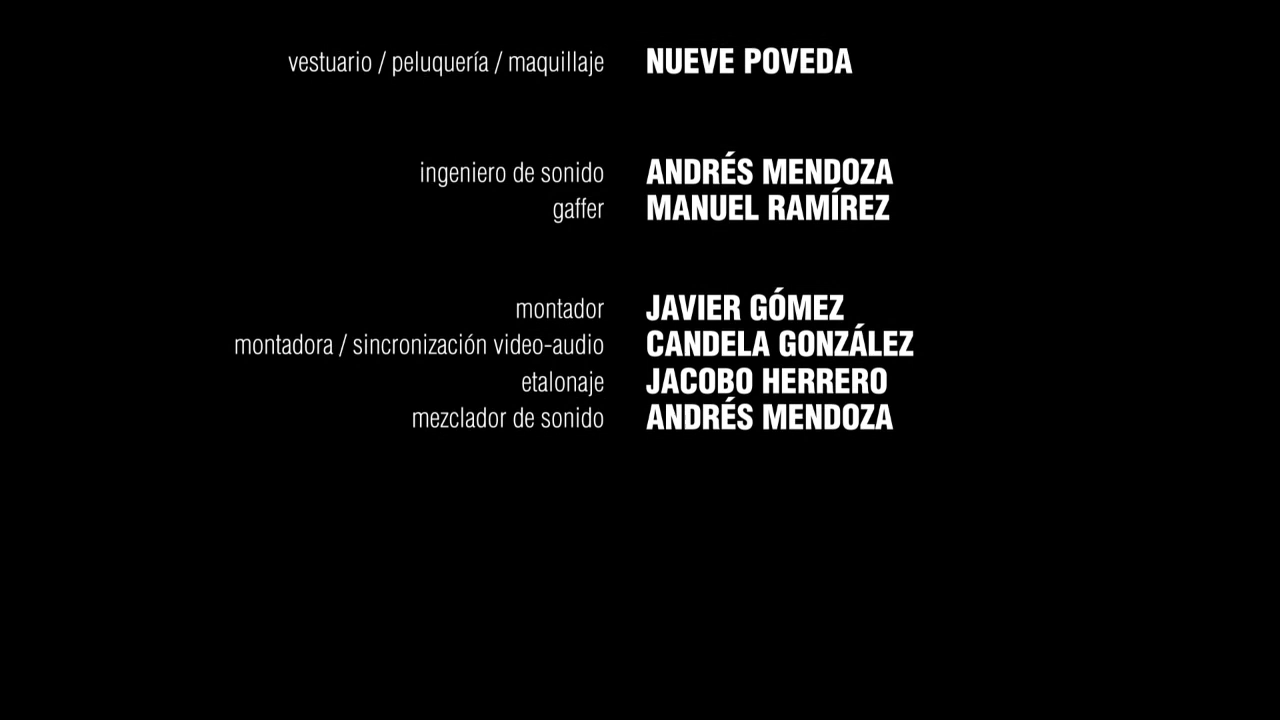 vestuario / peluquería / maquillaje NUEVE POVEDA
ingeniero de sonido ANDRÉS MENDOZA
gaffer MANUEL RAMÍREZ
montador JAVIER GÓMEZ
montadora / sincronización video-audio CANDELA GONZÁLEZ
etalonaje JACOBO HERRERO
mezclador de sonido ANDRÉS MENDOZA